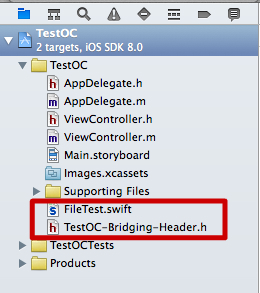 TestOC
2 targets, iOS SDK 8.0
TestOC
h AppDelegate.h
m AppDelegate.m
h ViewController.h
m ViewController.m
Main.storyboard
Images.xcassets
Supporting Files
S FileTest.swift
h TestOC-Bridging-Header.h
TestOCTests
Products